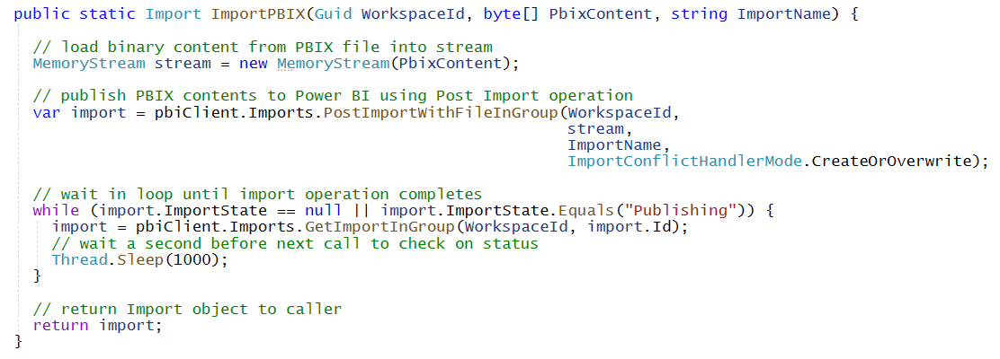 public static Import ImportPBIX(Guid WorkspaceId, byte[] PbixContent, string ImportName) {
// load binary content from PBIX file into stream
MemoryStream stream = new MemoryStream(PbixContent);
// publish PBIX contents to Power BI using Post Import operation
var import = pbiClient.Imports.PostImportWithFileInGroup(WorkspaceId,
stream,
ImportName,
ImportConflictHandlerMode.CreateOrOverwrite);
// wait in loop until import operation completes
while (import.ImportState == null || import.ImportState.Equals("Publishing")) {
import = pbiClient.Imports.GetImportInGroup(WorkspaceId, import.Id);
// wait a second before next call to check on status
Thread.Sleep(1000);
}
// return Import object to caller
return import;
}